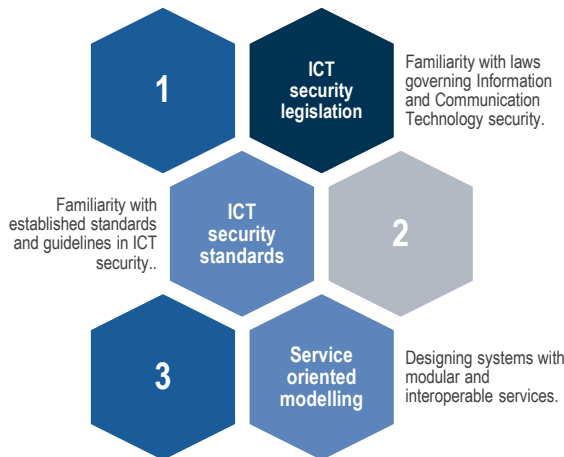 1
ICT
security
legislation
Familiarity with laws
governing Information
and Communication
Technology security.
Familiarity with
established standards
and guidelines in ICT
security..
ICT
security
standards
2
3
Service
oriented
modelling
Designing systems with
modular and
interoperable services.